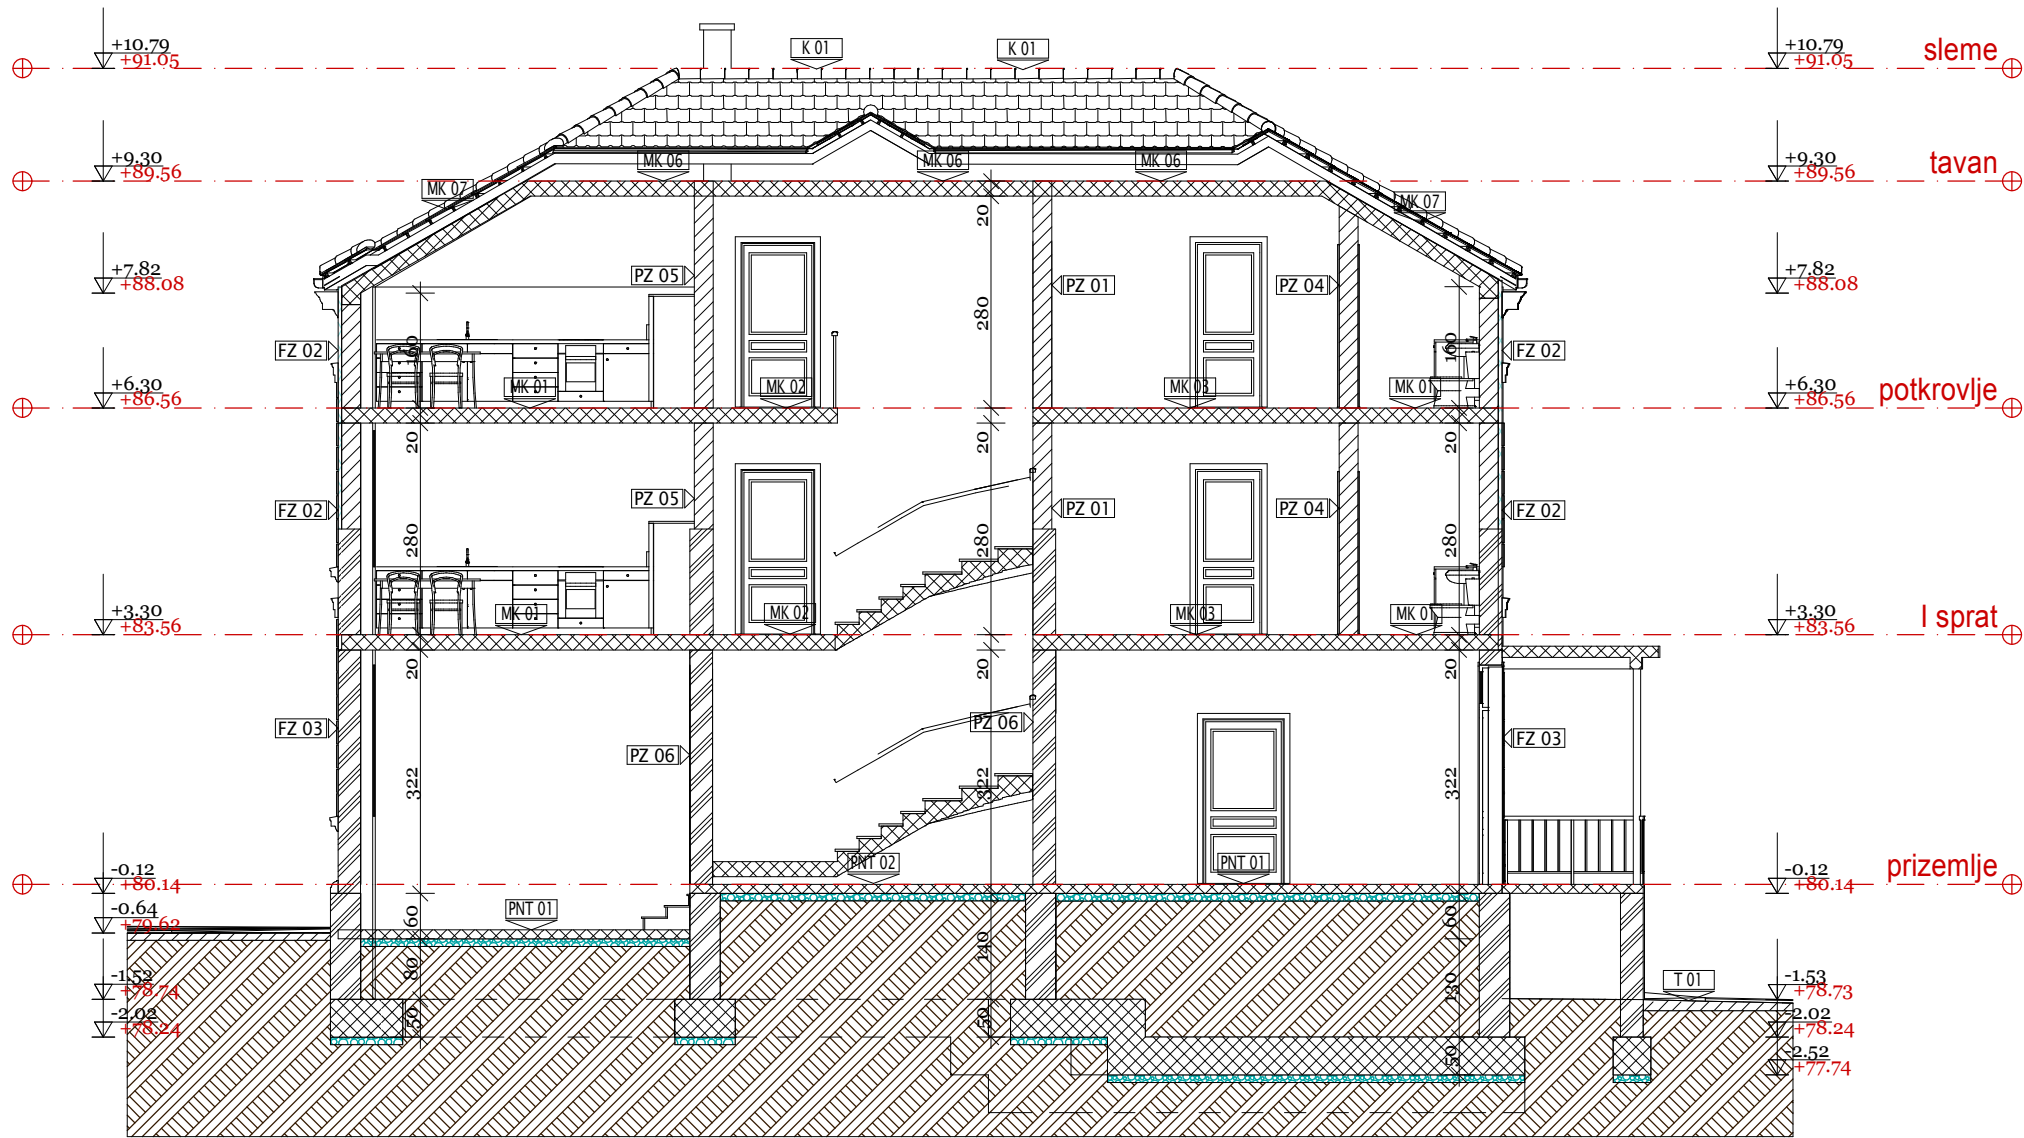 +10.79
+91.05
K 01
K 01
+10.79
+91.05
sleme
+9.30
+89.56
MK 06
MK 06
MK 06
+9.30
+89.56
tavan
MK 07
MK 07
20
+7.82
+88.08
PZ 05
PZ 01
PZ 04
+7.82
+88.08
280
FZ 02
160
160
FZ 02
+6.30
+86.56
MK 01
MK 02
MK 03
MK 01
+6.30
+86.56
potkrovlje
20
20
20
PZ 05
PZ 01
PZ 04
FZ 02
FZ 02
280
280
280
+3.30
+83.56
MK 01
MK 02
MK 03
MK 01
+3.30
+83.56
I sprat
20
20
20
FZ 03
PZ 06
PZ 06
FZ 03
322
322
322
-0.12
+80.14
PNT 02
PNT 01
-0.12
+80.14
prizemlje
-0.64
+79.62
60
PNT 01
60
80
140
130
-1.52
+78.74
T 01
-1.53
+78.73
-2.02
+78.24
50
50
-2.02
+78.24
50
-2.52
+77.74